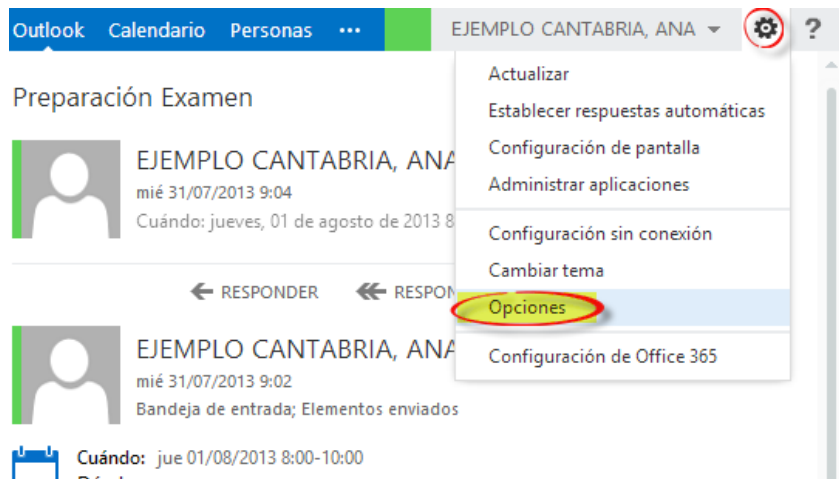 Outlook Calendario Personas ••• EJEMPLO CANTABRIA, ANA ?
Actualizar
Establecer respuestas automáticas
Configuración de pantalla
Administrar aplicaciones
Configuración sin conexión
Cambiar tema
Opciones
Configuración de Office 365
Preparación Examen
EJEMPLO CANTABRIA, ANA
mié 31/07/2013 9:04
Cuándo: jueves, 01 de agosto de 2013 8
RESPONDER
EJEMPLO CANTABRIA, ANA
mié 31/07/2013 9:02
Bandeja de entrada; Elementos enviados
Cuándo: jue 01/08/2013 8:00-10:00